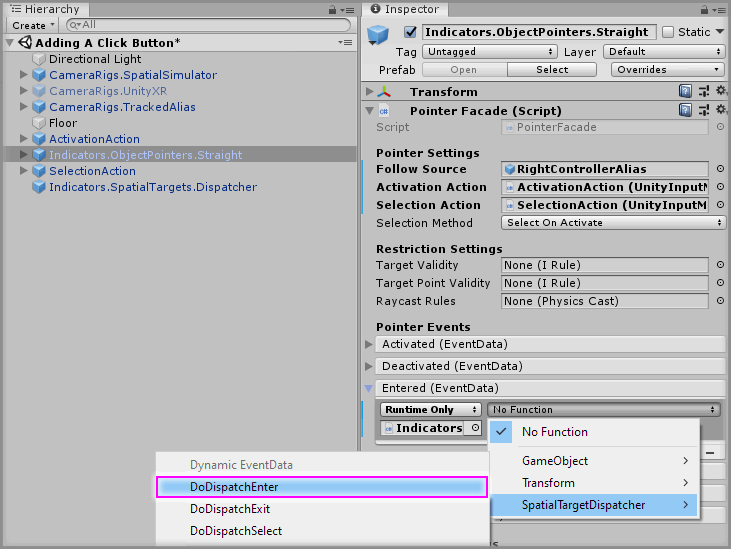 Hierarchy
Create
All
Adding A Click Button*
Directional Light
CameraRigs.SpatialSimulator
CameraRigs.UnityXR
CameraRigs.TrackedAlias
Floor
ActivationAction
Indicators.ObjectPointers.Straight
SelectionAction
Indicators.SpatialTargets.Dispatcher
Inspector
Indicators.ObjectPointers.Straight Static
Tag Untagged Layer Default
Prefab Open Select Overrides
Transform
Pointer Facade (Script)
Script PointerFacade
Pointer Settings
Follow Source RightControllerAlias
Activation Action ActivationAction (UnityInputM
Selection Action SelectionAction (UnityInputM
Selection Method Select On Activate
Restriction Settings
Target Validity None (I Rule)
Target Point Validity None (I Rule)
Raycast Rules None (Physics Cast)
Pointer Events
Activated (EventData)
Deactivated (EventData)
Entered (EventData)
Runtime Only No Function
Indicators
No Function
GameObject
Transform
SpatialTargetDispatcher
Dynamic EventData
DoDispatchEnter
DoDispatchExit
DoDispatchSelect